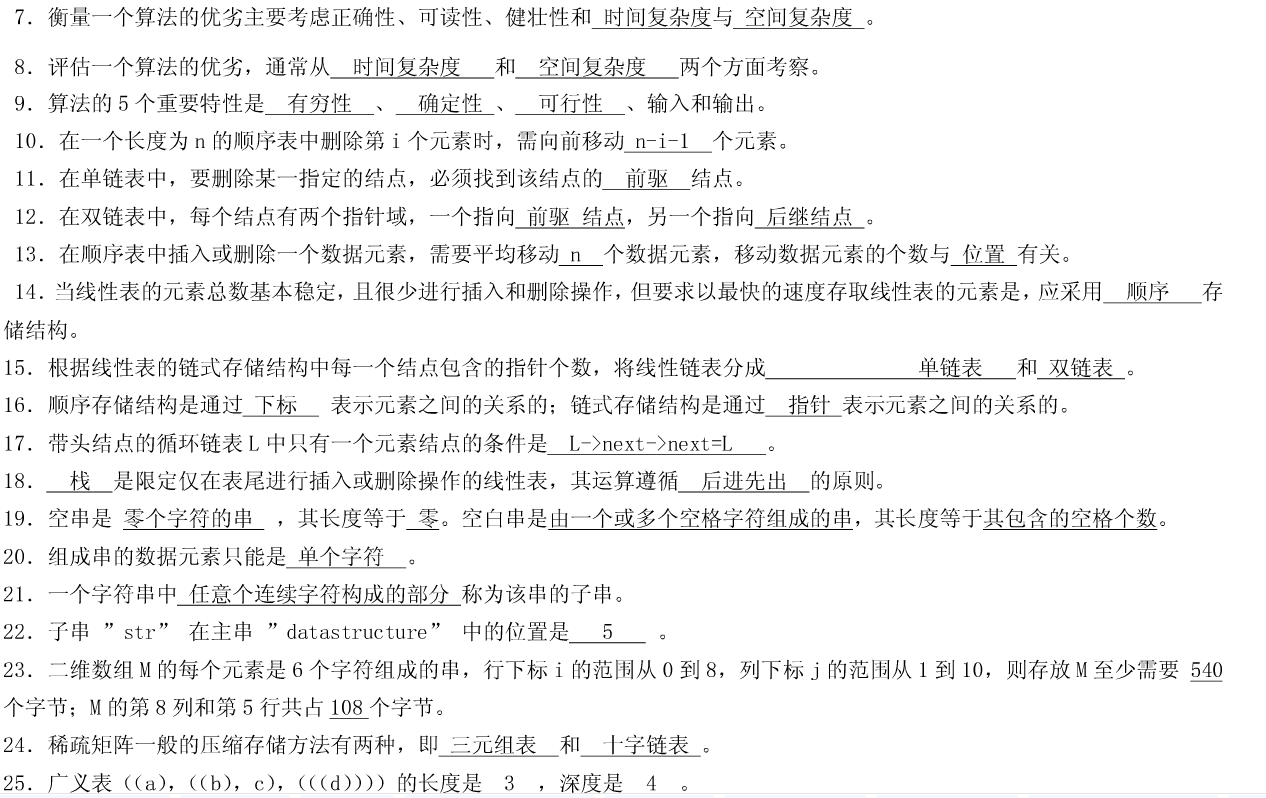 7．衡量一个算法的优劣主要考虑正确性、可读性、健壮性和 时间复杂度与 空间复杂度 。
8．评估一个算法的优劣，通常从 时间复杂度 和 空间复杂度 两个方面考察。
9．算法的5个重要特性是 有穷性 、 确定性 、 可行性 、输入和输出。
10．在一个长度为n的顺序表中删除第i个元素时，需向前移动 n-i-1 个元素。
11．在单链表中，要删除某一指定的结点，必须找到该结点的 前驱 结点。
12．在双链表中，每个结点有两个指针域，一个指向 前驱 结点，另一个指向 后继结点 。
13．在顺序表中插入或删除一个数据元素，需要平均移动 n 个数据元素，移动数据元素的个数与 位置 有关。
14．当线性表的元素总数基本稳定，且很少进行插入和删除操作，但要求以最快的速度存取线性表的元素是，应采用 顺序 存
储结构。
15．根据线性表的链式存储结构中每一个结点包含的指针个数，将线性链表分成 单链表 和 双链表 。
16．顺序存储结构是通过 下标 表示元素之间的关系的；链式存储结构是通过 指针 表示元素之间的关系的。
17．带头结点的循环链表L中只有一个元素结点的条件是 L->next->next=L 。
18． 栈 是限定仅在表尾进行插入或删除操作的线性表，其运算遵循 后进先出 的原则。
19．空串是 零个字符的串 ，其长度等于 零。空白串是由一个或多个空格字符组成的串，其长度等于其包含的空格个数。
20．组成串的数据元素只能是 单个字符 。
21．一个字符串中 任意个连续字符构成的部分 称为该串的子串。
22．子串 ”str” 在主串 ”datastructure” 中的位置是 5 。
23．二维数组M的每个元素是6个字符组成的串，行下标i的范围从0到8，列下标j的范围从1到10，则存放M至少需要 540
个字节；M的第8列和第5行共占 108 个字节。
24．稀疏矩阵一般的压缩存储方法有两种，即 三元组表 和 十字链表 。
25．广义表（(a)，((b)，c)，(((d))））的长度是 3 ，深度是 4 。